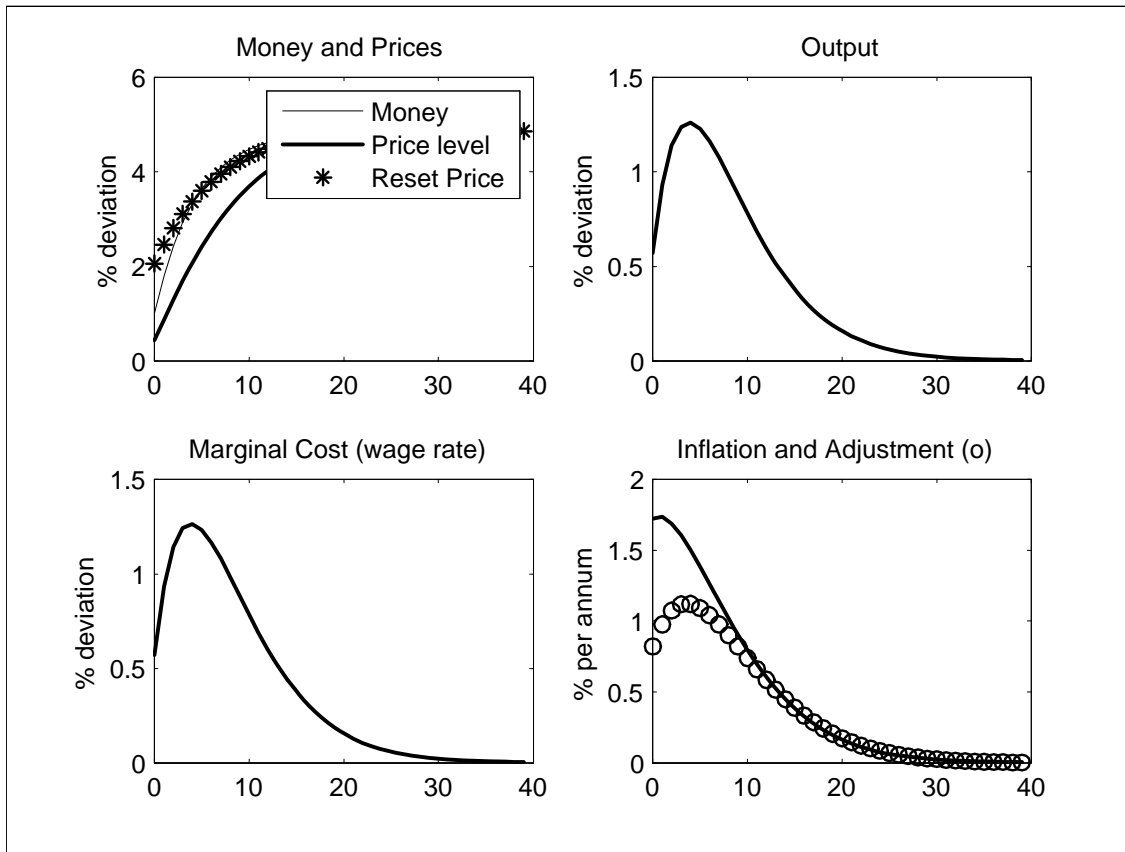 Money and Prices
% deviation
6
4
2
0
0 10 20 30 40
Money
Price level
Reset Price
Output
% deviation
1.5
1
0.5
0
0 10 20 30 40
Marginal Cost (wage rate)
% deviation
1.5
1
0.5
0
0 10 20 30 40
Inflation and Adjustment (o)
% per annum
2
1.5
1
0.5
0
0 10 20 30 40